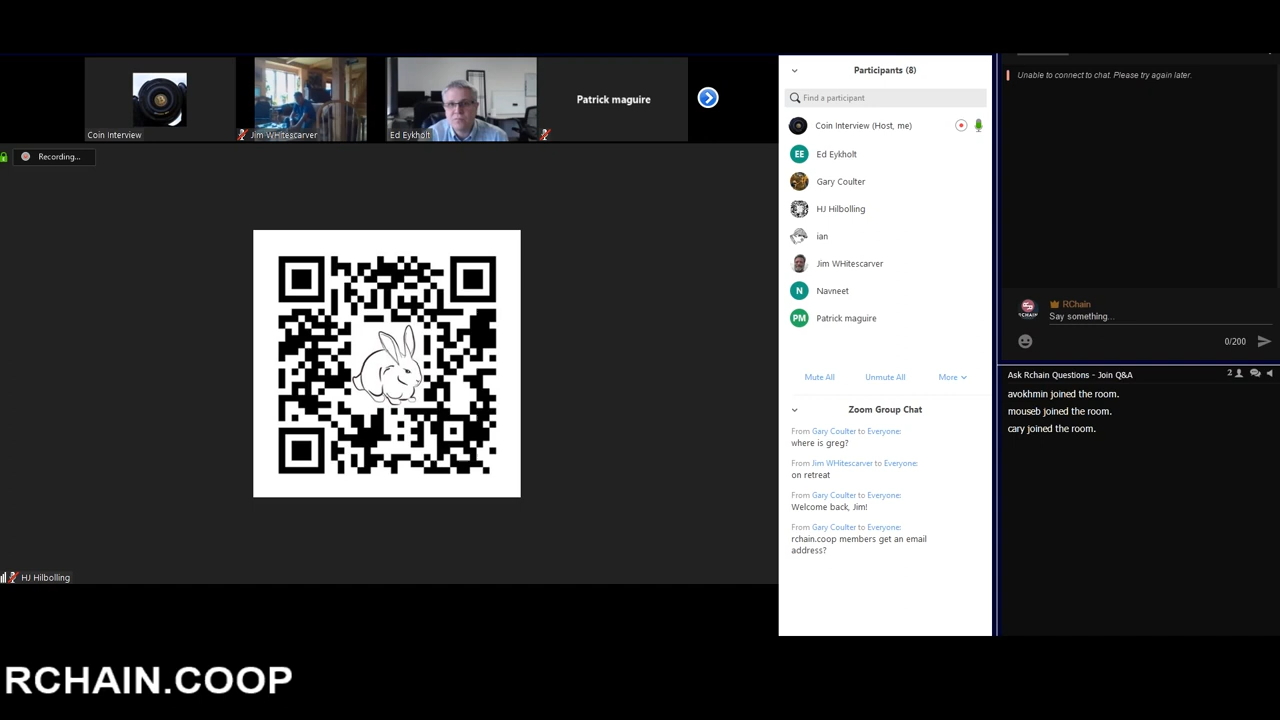 Coin Interview
Jim WHitescarver
Ed Eykholt
Patrick maguire
Recording...
HJ Hilbolling
RCHAIN.COOP
Participants (8)
Find a participant
Coin Interview (Host, me)
EE Ed Eykholt
Gary Coulter
HJ Hilbolling
ian
Jim WHitescarver
N Navneet
PM Patrick maguire
Mute All Unmute All More
Zoom Group Chat
From Gary Coulter to Everyone:
where is greg?
From Jim WHitescarver to Everyone:
on retreat
From Gary Coulter to Everyone:
Welcome back, Jim!
From Gary Coulter to Everyone:
rchain.coop members get an email
address?
Unable to connect to chat. Please try again later.
RCHAIN
RChain
Say something...
0/200
Ask Rchain Questions - Join Q&A 2
avokhmin joined the room.
mouseb joined the room.
cary joined the room.